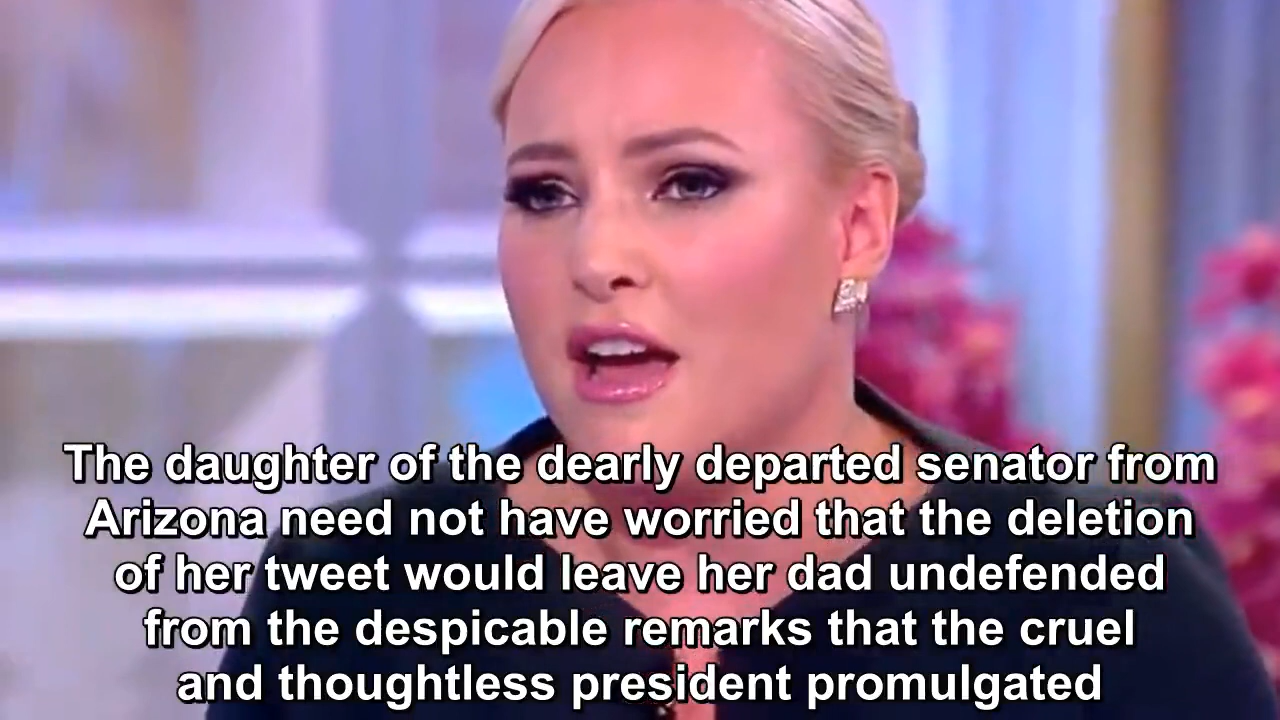 The daughter of the dearly departed senator from
Arizona need not have worried that the deletion
of her tweet would leave her dad undefended
from the despicable remarks that the cruel
and thoughtless president promulgated